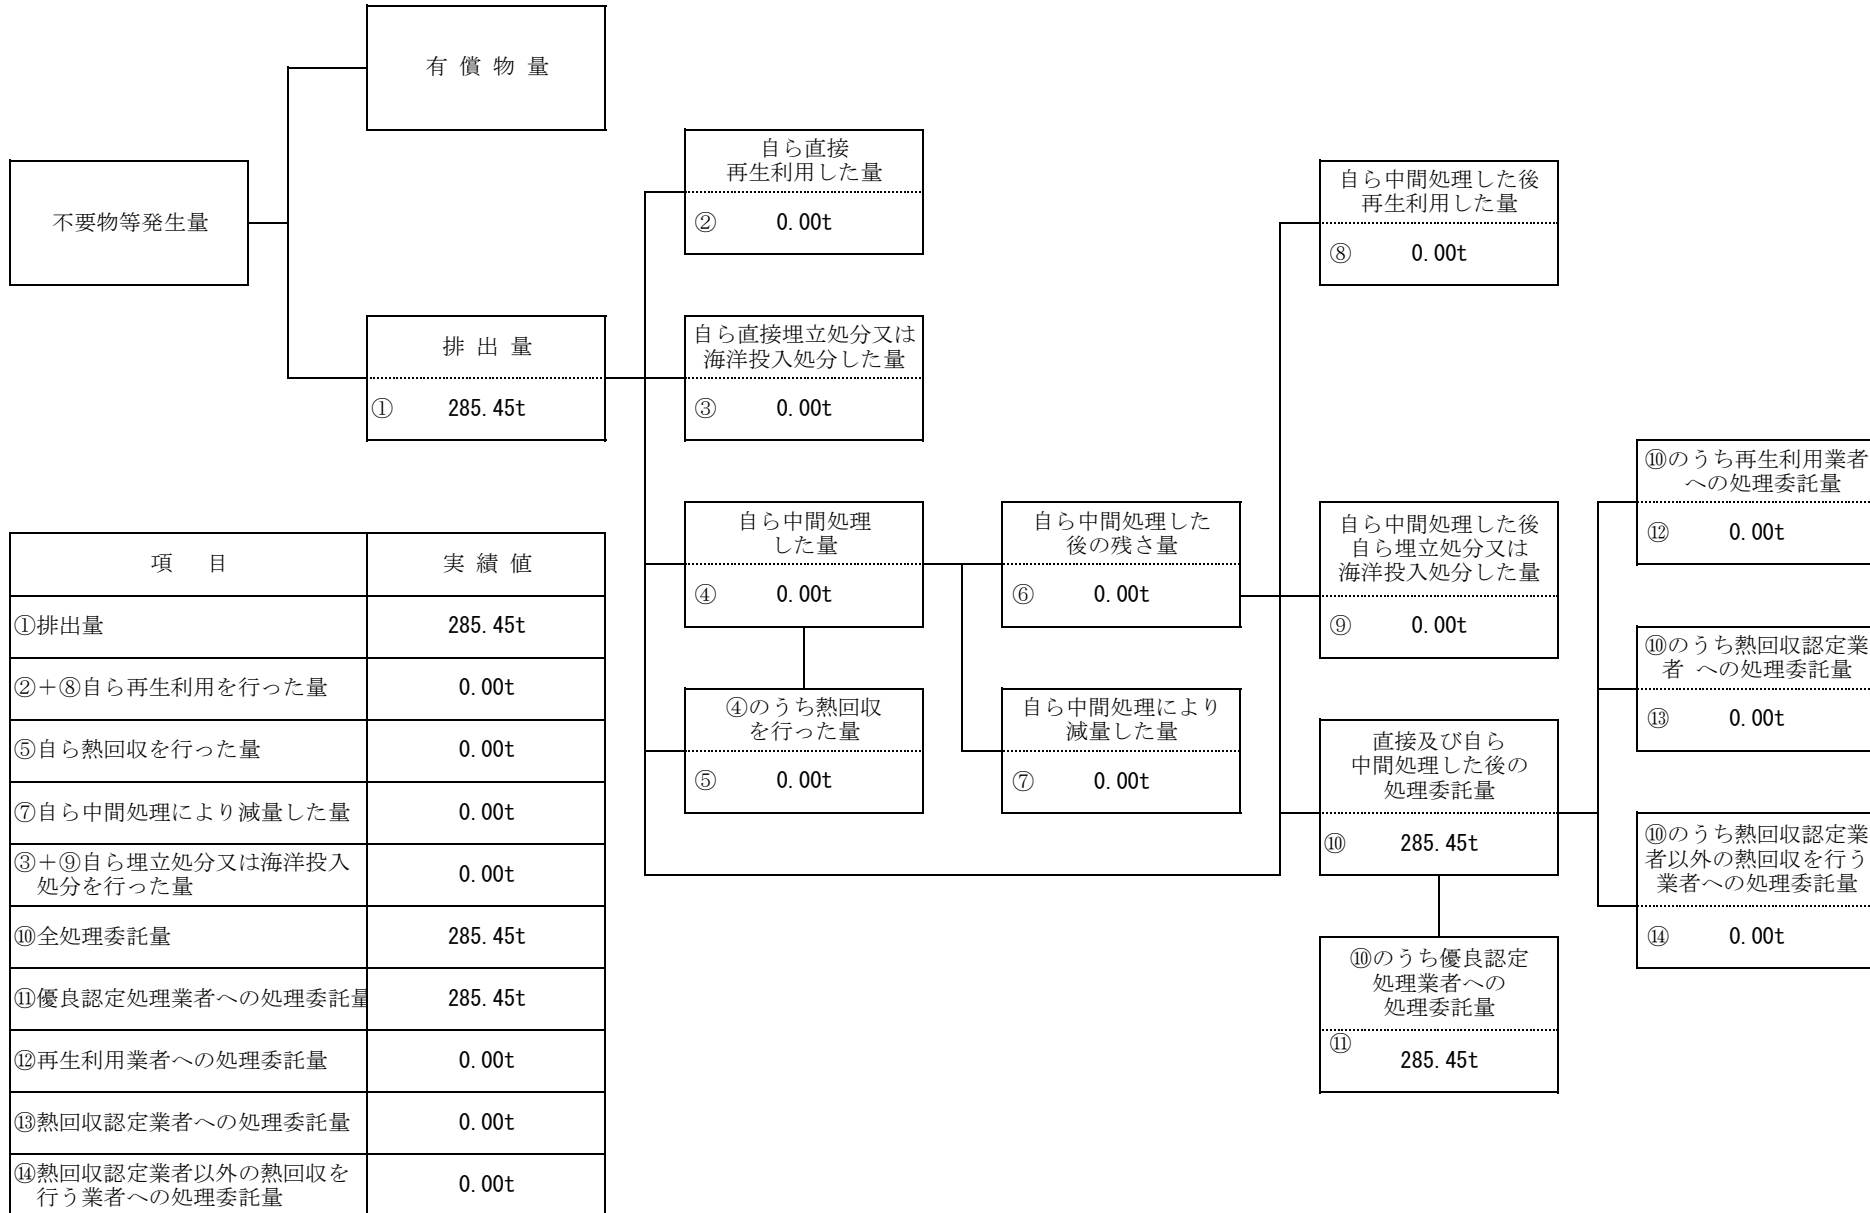 有 償 物 量
不要物等発生量
排 出 量
① 285.45t
自ら直接
再生利用した量
② 0.00t
自ら直接埋立処分又は
海洋投入処分した量
③ 0.00t
自ら中間処理
した量
④ 0.00t
④のうち熱回収
を行った量
⑤ 0.00t
自ら中間処理した
後の残さ量
⑥ 0.00t
自ら中間処理により
減量した量
⑦ 0.00t
自ら中間処理した後
再生利用した量
⑧ 0.00t
自ら中間処理した後
自ら埋立処分又は
海洋投入処分した量
⑨ 0.00t
直接及び自ら
中間処理した後の
処理委託量
⑩ 285.45t
⑩のうち優良認定
処理業者への
処理委託量
⑪ 285.45t
⑩のうち再生利用業者
への処理委託量
⑫ 0.00t
⑩のうち熱回収認定業
者 への処理委託量
⑬ 0.00t
⑩のうち熱回収認定業
者以外の熱回収を行う
業者への処理委託量
⑭ 0.00t
項 目 実 績 値
①排出量 285.45t
②＋⑧自ら再生利用を行った量 0.00t
⑤自ら熱回収を行った量 0.00t
⑦自ら中間処理により減量した量 0.00t
③＋⑨自ら埋立処分又は海洋投入
処分を行った量 0.00t
⑩全処理委託量 285.45t
⑪優良認定処理業者への処理委託量 285.45t
⑫再生利用業者への処理委託量 0.00t
⑬熱回収認定業者への処理委託量 0.00t
⑭熱回収認定業者以外の熱回収を
行う業者への処理委託量 0.00t